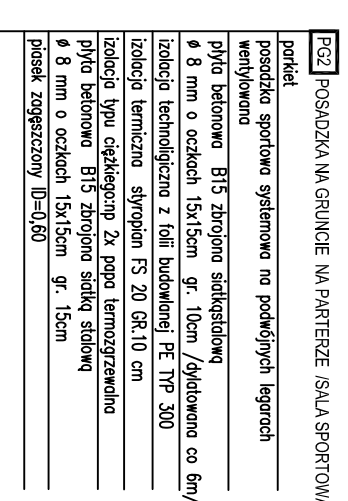 PG2 POSADZKA NA GRUNCIE NA PARTERZE /SALA SPORTOWA
parkiet
posadzka sportowa systemowa na podwójnych legarach
wentylowana
płyta betonowa B15 zbrojona siatkąstalową
ø 8 mm o oczkach 15x15cm gr. 10cm /dylatowana co 6m/
izolacja technoligiczna z folii budowlanej PE TYP 300
izolacja termiczna styropian FS 20 GR.10 cm
izolacja typu ciężkiego:np 2x papa termozgrzewalna
płyta betonowa B15 zbrojona siatką stalową
ø 8 mm o oczkach 15x15cm gr. 15cm
piasek zagęszczony ID=0,60